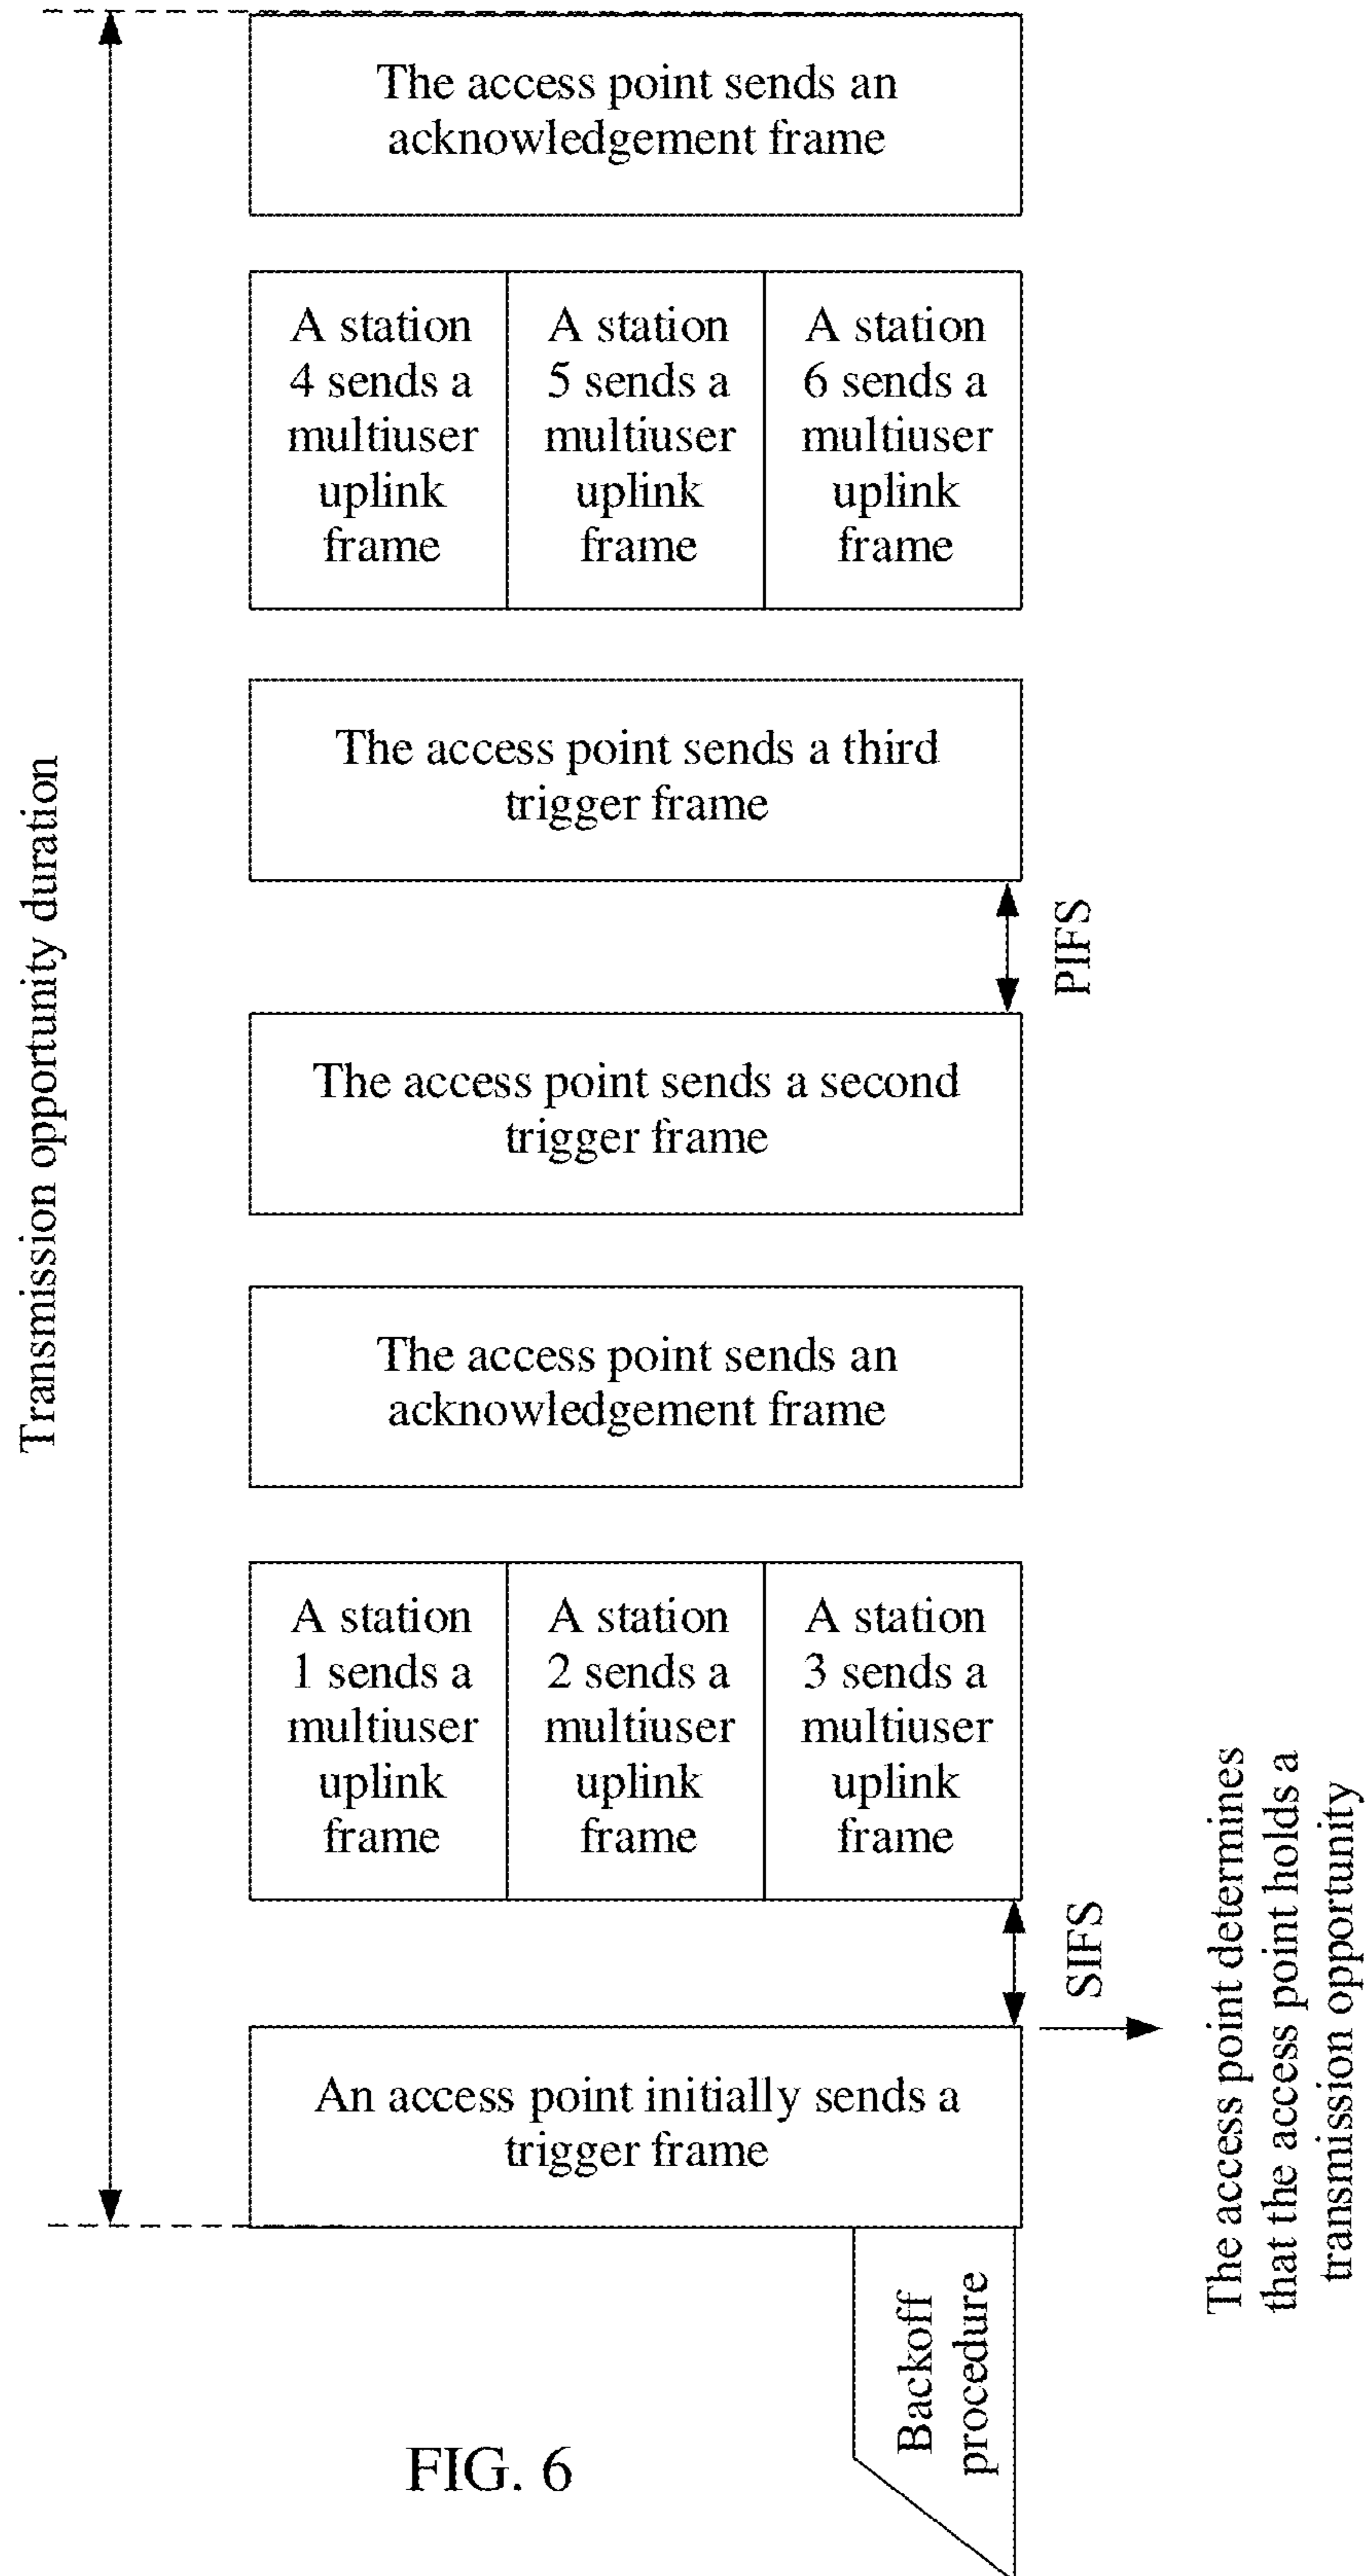 The access point sends an
acknowledgement frame
A station
4 sends a
multiuser
uplink
frame
A station
5 sends a
multiuser
uplink
frame
A station
6 sends a
multiuser
uplink
frame
The access point sends a third
trigger frame
PIFS
Transmission opportunity duration
The access point sends a second
trigger frame
The access point sends an
acknowledgement frame
A station
1 sends a
multiuser
uplink
frame
A station
2 sends a
multiuser
uplink
frame
A station
3 sends a
multiuser
uplink
frame
SIFS
The access point determines
that the access point holds a
transmission opportunity
An access point initially sends a
trigger frame
Backoff
procedure
FIG. 6